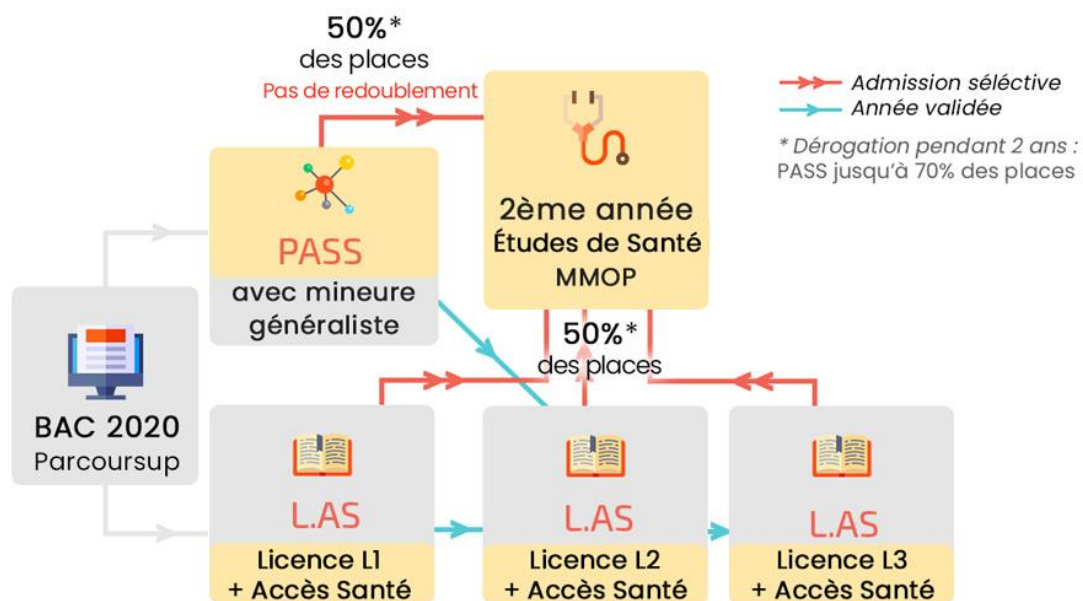 50%*
des places
Pas de redoublement
Admission séléctive
Année validée
* Dérogation pendant 2 ans :
PASS jusqu'à 70% des places
2ème année
Études de Santé
MMOP
PASS
avec mineure
généraliste
50%*
des places
BAC 2020
Parcoursup
L.AS
Licence L1
+ Accès Santé
L.AS
Licence L2
+ Accès Santé
L.AS
Licence L3
+ Accès Santé